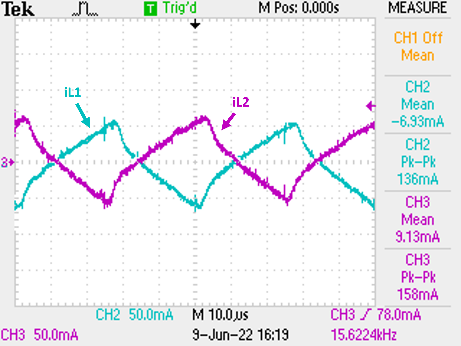 Tek T Trig'd M Pos: 0.000s MEASURE
CH1 Off
Mean
iL1
iL2
CH2
Mean
-6.93mA
CH2
Pk-Pk
136mA
3
CH3
Mean
9.13mA
CH3
Pk-Pk
158mA
CH2 50.0mA M 10.0µs CH3 / 78.0mA
CH3 50.0mA 9-Jun-22 16:19 15.6224kHz